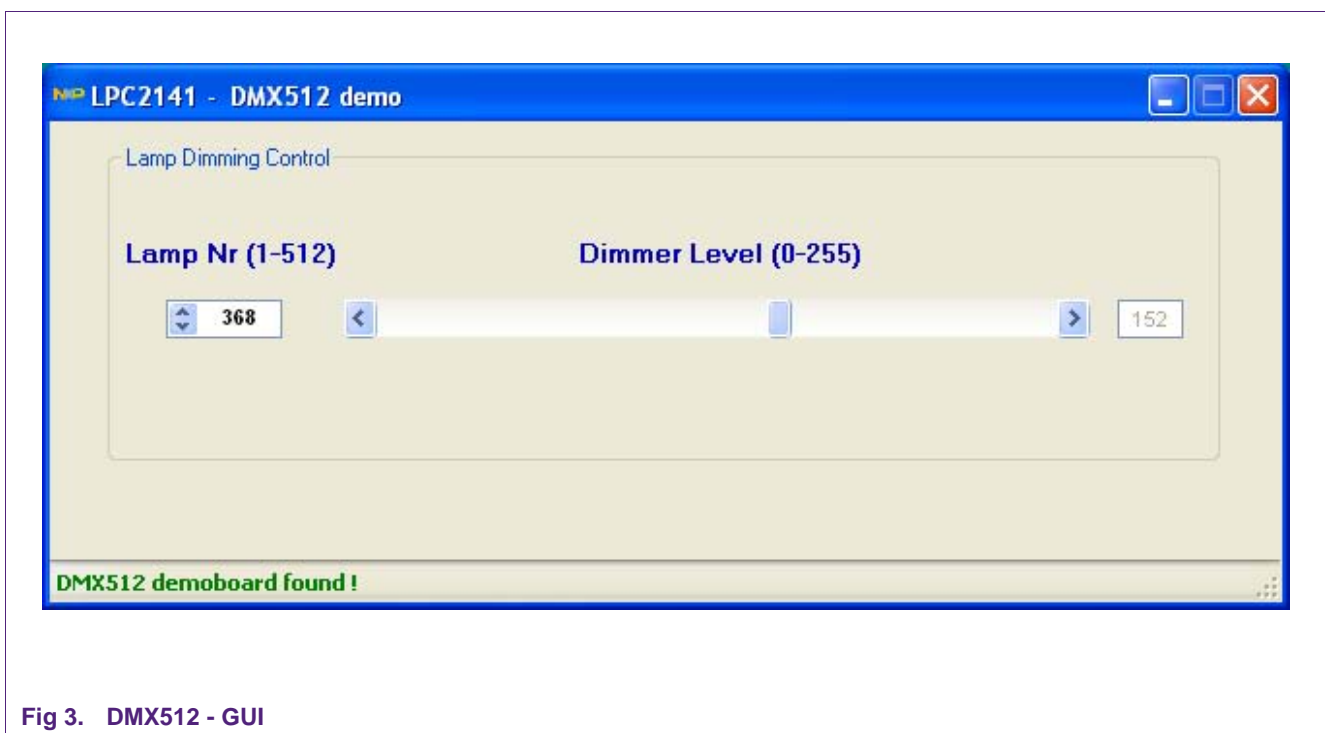 NXP LPC2141 - DMX512 demo
Lamp Dimming Control
Lamp Nr (1-512) Dimmer Level (0-255)
368 152
DMX512 demoboard found !
Fig 3. DMX512 - GUI